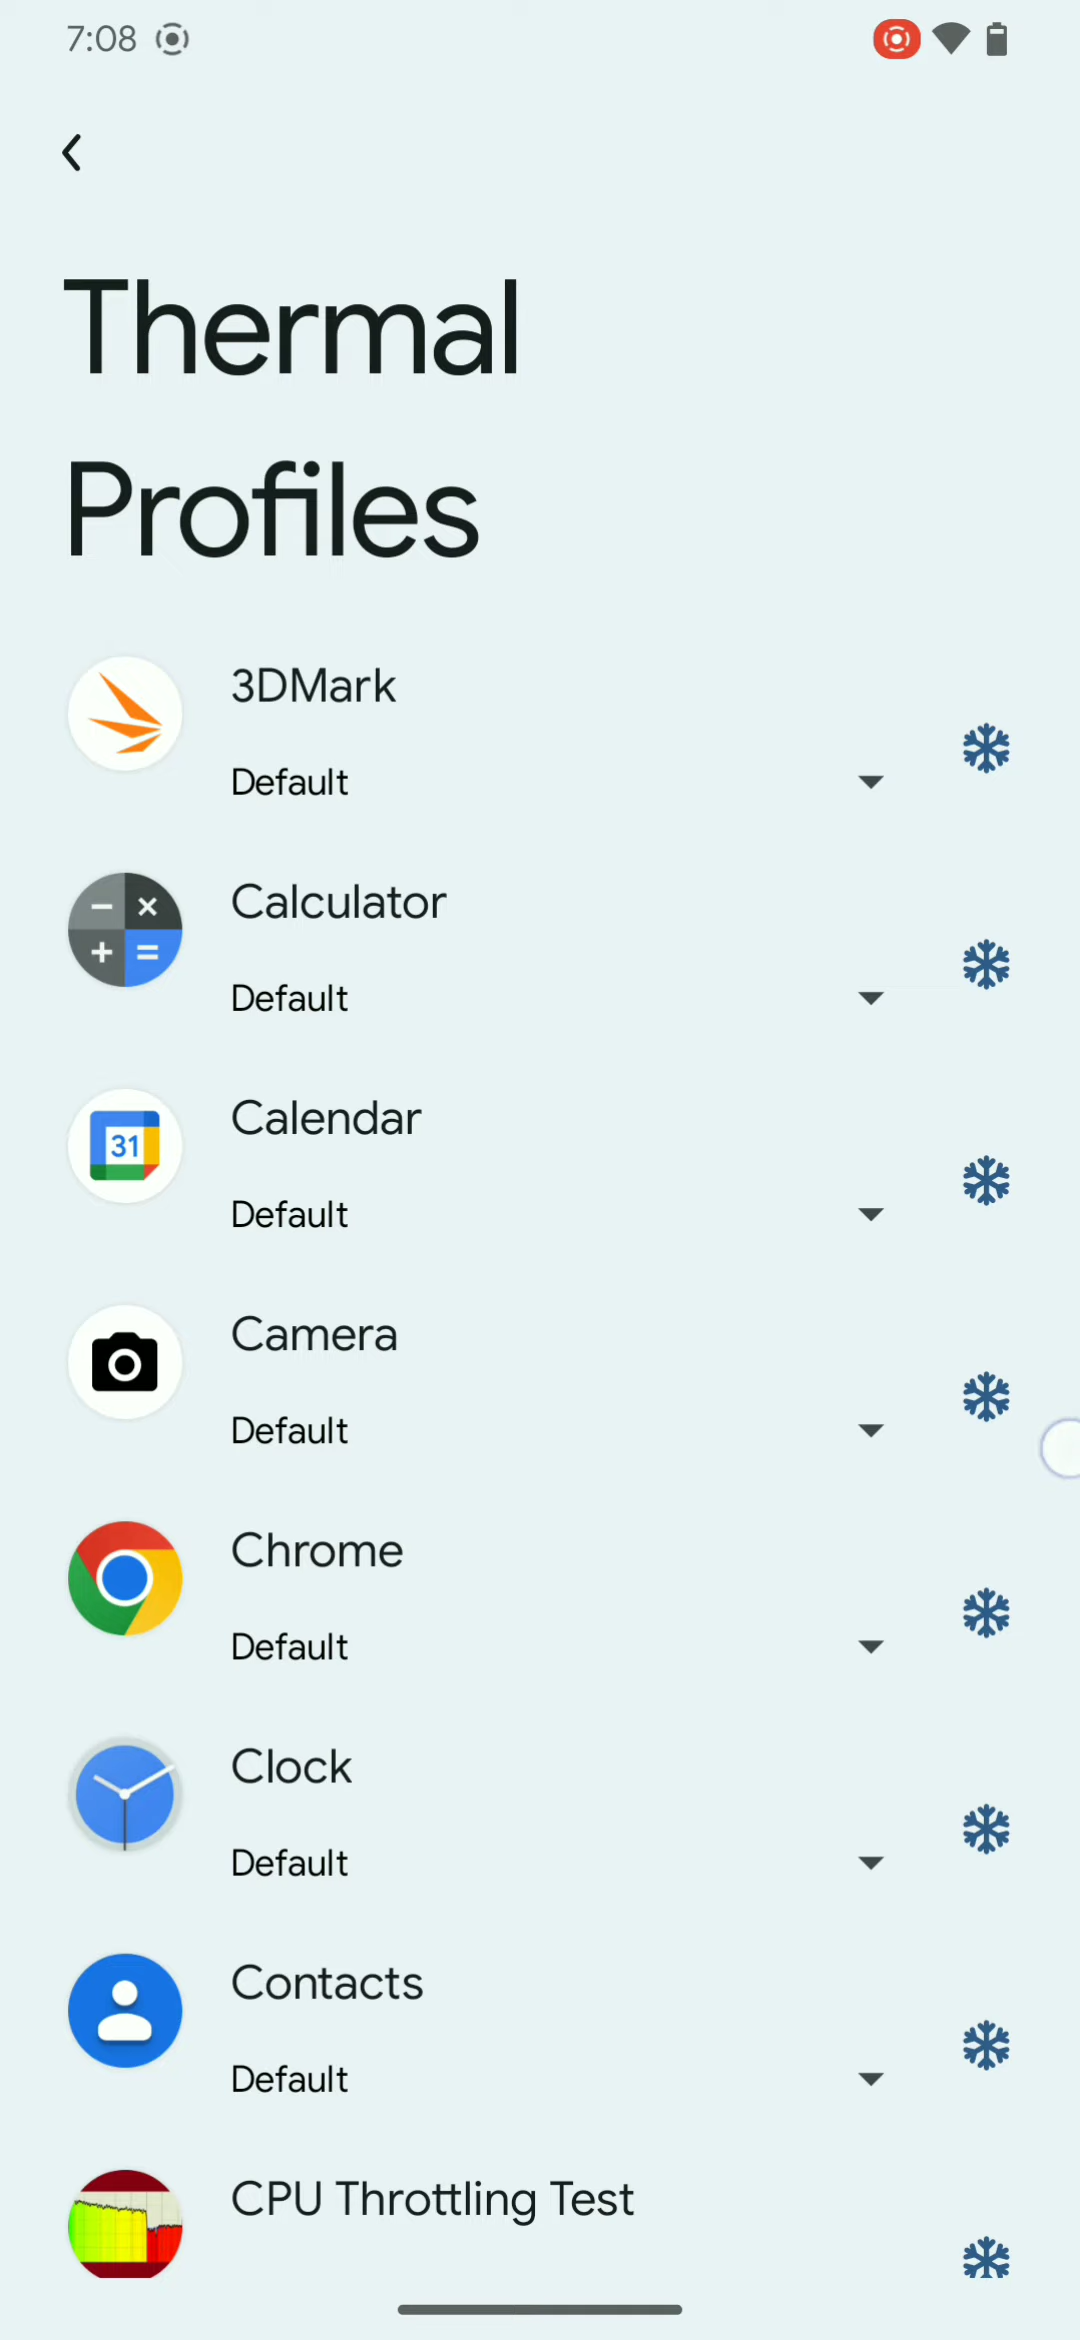 7:08
Thermal
Profiles
3DMark
Default
Calculator
Default
31
Calendar
Default
Camera
Default
Chrome
Default
Clock
Default
Contacts
Default
CPU Throttling Test